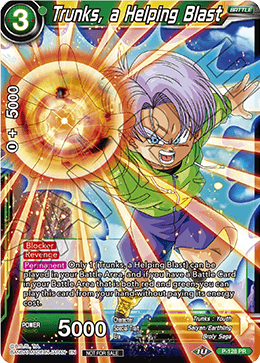 3
Trunks, a Helping Blast
BATTLE
0 + 5000
Blocker
Revenge
Permanent Only 1 [Trunks, a Helping Blast] can be
played in your Battle Area, and if you have a Battle Card
in your Battle Area that is both red and green, you can
play this card from your hand without paying its energy
cost.
POWER
5000
Character
Special Trait
Era
Trunks : Youth
Saiyan/Earthling
Broly Saga
NOT FOR SALE
P-128 PR